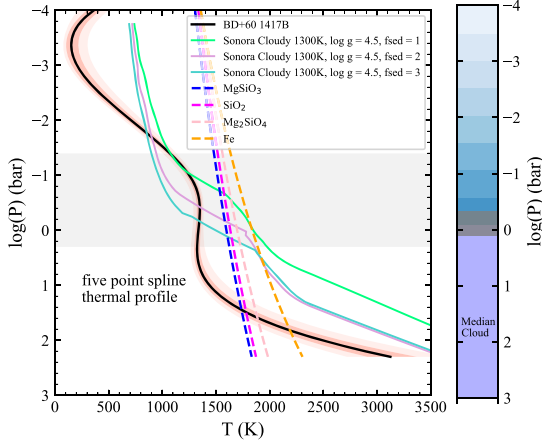 BD+60 1417B
Sonora Cloudy 1300K, log g = 4.5, fsed = 1
Sonora Cloudy 1300K, log g = 4.5, fsed = 2
Sonora Cloudy 1300K, log g = 4.5, fsed = 3
MgSiO₃
SiO₂
Mg₂SiO₄
Fe
five point spline
thermal profile
log(P) (bar)
−4
−3
−2
−1
0
1
2
3
0
500
1000
1500
2000
2500
3000
3500
T (K)
Median
Cloud
−4
−3
−2
−1
0
1
2
3
log(P) (bar)